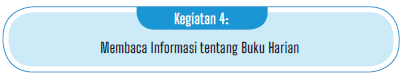 Kegiatan 4:
Membaca Informasi tentang Buku Harian